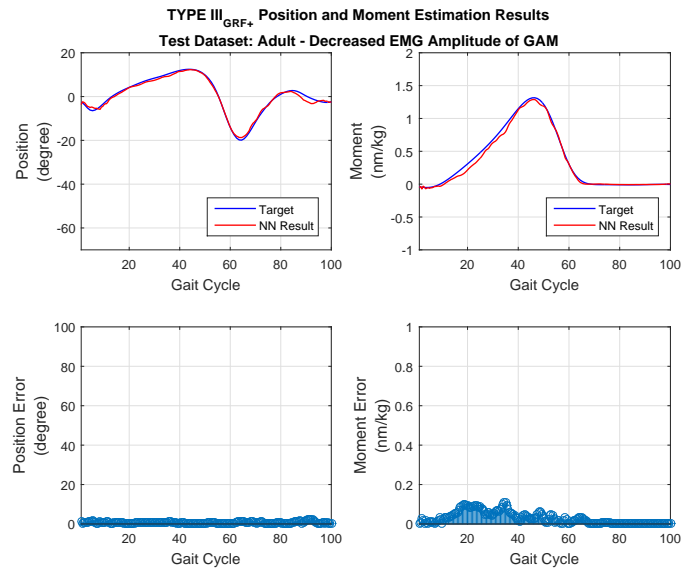 TYPE III_GRF+ Position and Moment Estimation Results
Test Dataset: Adult - Decreased EMG Amplitude of GAM
20
0
-20
-40
-60
Position
(degree)
Target
NN Result
20 40 60 80 100
Gait Cycle
2
1.5
1
0.5
0
-0.5
-1
Moment
(nm/kg)
Target
NN Result
20 40 60 80 100
Gait Cycle
100
80
60
40
20
0
Position Error
(degree)
20 40 60 80 100
Gait Cycle
1
0.8
0.6
0.4
0.2
0
Moment Error
(nm/kg)
20 40 60 80 100
Gait Cycle